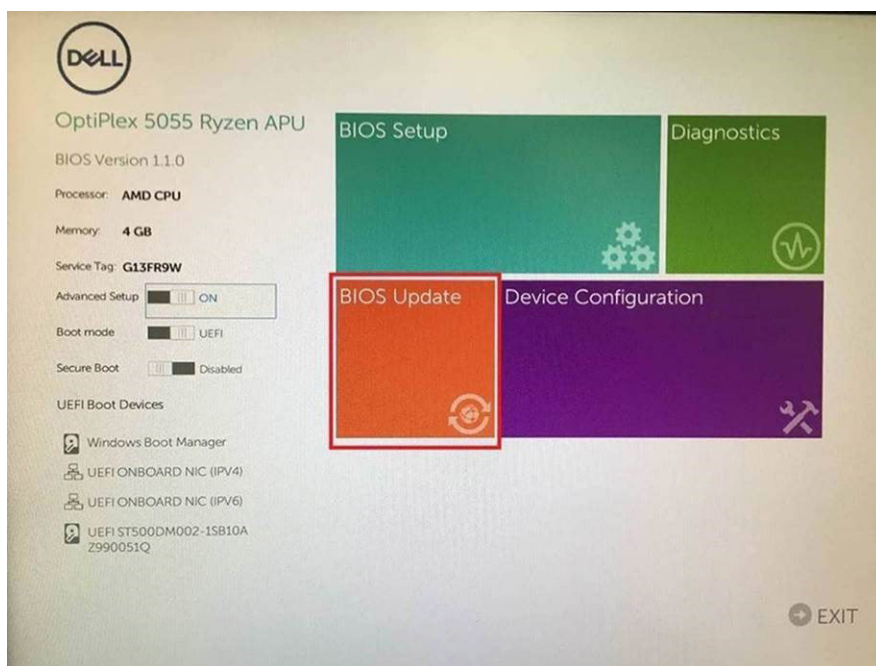 DELL
OptiPlex 5055 Ryzen APU
BIOS Version 1.1.0
Processor: AMD CPU
Memory: 4 GB
Service Tag: G13FR9W
Advanced Setup ON
Boot mode UEFI
Secure Boot Disabled
UEFI Boot Devices
Windows Boot Manager
UEFI ONBOARD NIC (IPV4)
UEFI ONBOARD NIC (IPV6)
UEFI ST500DM002-1SB10A
Z990051Q
BIOS Setup
Diagnostics
BIOS Update
Device Configuration
EXIT